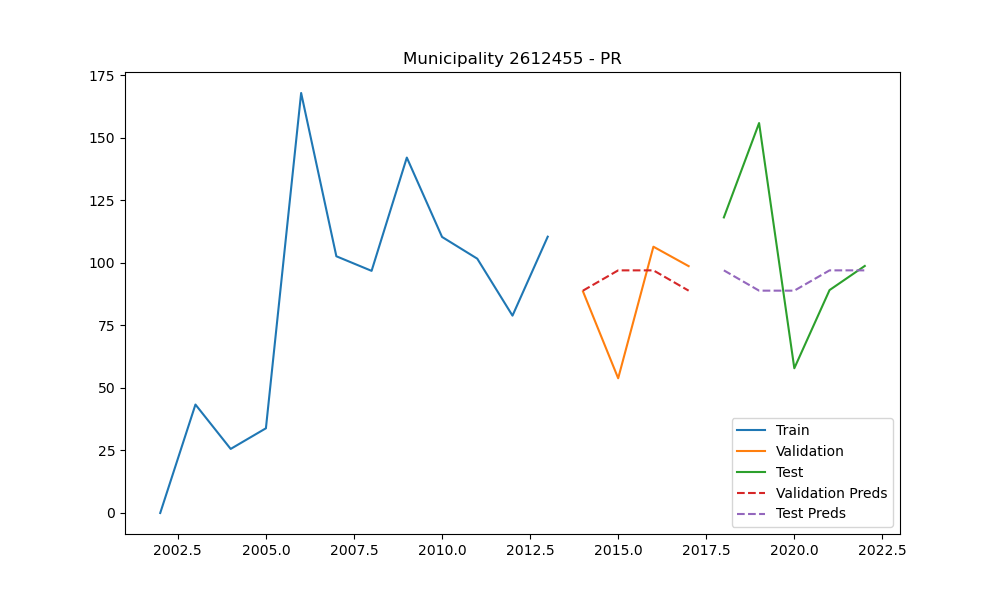 Municipality 2612455 - PR
175
150
125
100
75
50
25
0
2002.5 2005.0 2007.5 2010.0 2012.5 2015.0 2017.5 2020.0 2022.5
Train
Validation
Test
Validation Preds
Test Preds